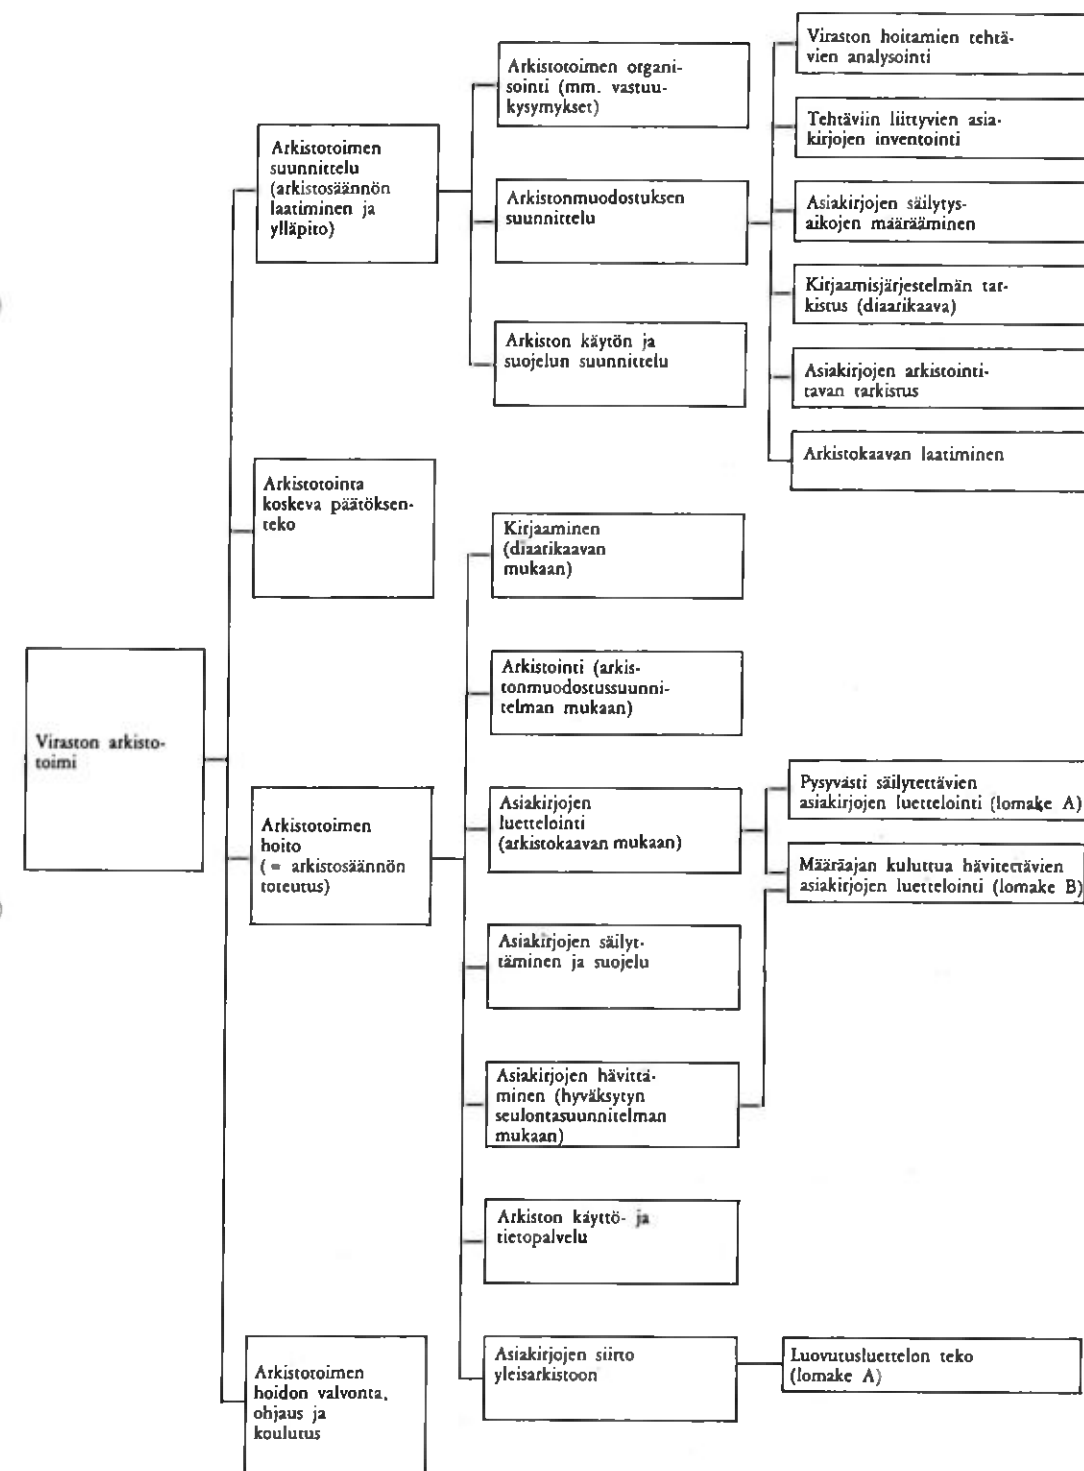 Viraston arkisto-
toimi
Arkistotoimen
suunnittelu
(arkistosäännön
laatiminen ja
ylläpito)
Arkistotoimen organi-
sointi (mm. vastuu-
kysymykset)
Arkistonmuodostuksen
suunnittelu
Viraston hoitamien tehtä-
vien analysointi
Tehtäviin liittyvien asia-
kirjojen inventointi
Asiakirjojen säilytys-
aikojen määrääminen
Kirjaamisjärjestelmän tar-
kistus (diaarikaava)
Asiakirjojen arkistointi-
tavan tarkistus
Arkistokaavan laatiminen
Arkiston käytön ja
suojelun suunnittelu
Arkistotointa
koskeva päätöksen-
teko
Arkistotoimen
hoito
(= arkistosäännön
toteutus)
Kirjaaminen
(diaarikaavan
mukaan)
Arkistointi (arkis-
tonmuodostussuunni-
telman mukaan)
Asiakirjojen
luettelointi
(arkistokaavan mukaan)
Pysyvästi säilytettävien
asiakirjojen luettelointi (lomake A)
Määräajan kuluttua hävitettävien
asiakirjojen luettelointi (lomake B)
Asiakirjojen säilyt-
täminen ja suojelu
Asiakirjojen hävittä-
minen (hyväksytyn
seulontasuunnitelman
mukaan)
Arkiston käyttö- ja
tietopalvelu
Asiakirjojen siirto
yleisarkistoon
Luovutusluettelon teko
(lomake A)
Arkistotoimen
hoidon valvonta,
ohjaus ja
koulutus